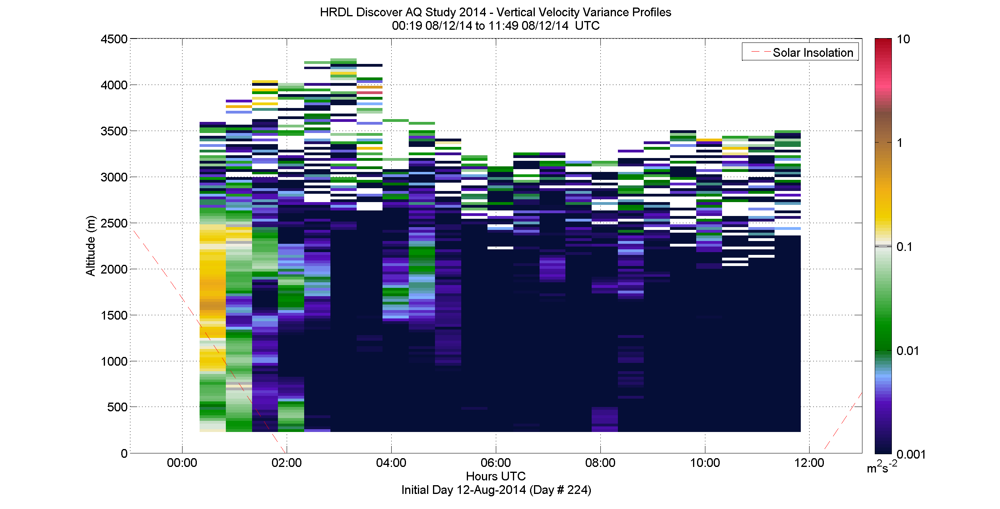 HRDL Discover AQ Study 2014 - Vertical Velocity Variance Profiles
00:19 08/12/14 to 11:49 08/12/14 UTC
Solar Insolation
Altitude (m)
4500
4000
3500
3000
2500
2000
1500
1000
500
0
00:00 02:00 04:00 06:00 08:00 10:00 12:00
Hours UTC
Initial Day 12-Aug-2014 (Day # 224)
10
1
0.1
0.01
0.001
m²s⁻²